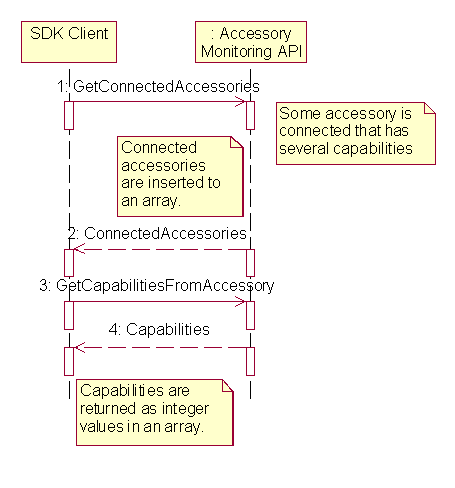 SDK Client
: Accessory
Monitoring API
1: GetConnectedAccessories
Some accessory is
connected that has
several capabilities
Connected
accessories
are inserted to
an array.
2: ConnectedAccessories
3: GetCapabilitiesFromAccessory
4: Capabilities
Capabilities are
returned as integer
values in an array.